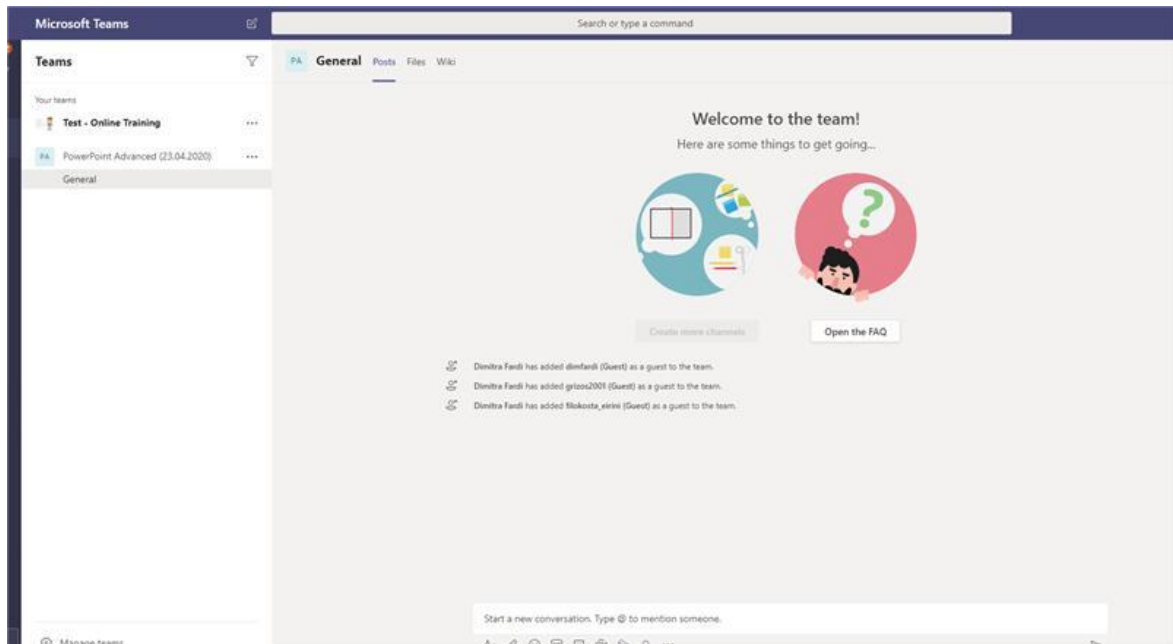 Microsoft Teams
Search or type a command
Teams
Your teams
Test - Online Training
PA PowerPoint Advanced (23.04.2020)
General
PA General Posts Files Wiki
Welcome to the team!
Here are some things to get going...
Create more channels
Open the FAQ
Dimitra Fardi has added dimfardi (Guest) as a guest to the team.
Dimitra Fardi has added grizos2001 (Guest) as a guest to the team.
Dimitra Fardi has added filokosta_eirini (Guest) as a guest to the team.
Start a new conversation. Type @ to mention someone.
Manage teams